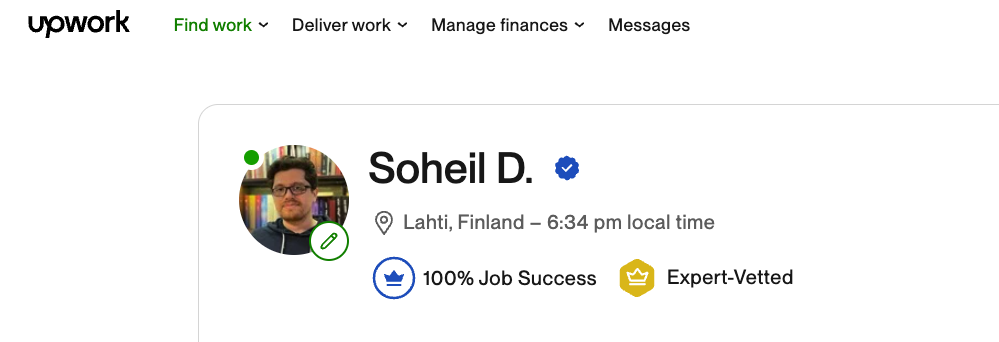 upwork Find work Deliver work Manage finances Messages
Soheil D.
Lahti, Finland – 6:34 pm local time
100% Job Success Expert-Vetted